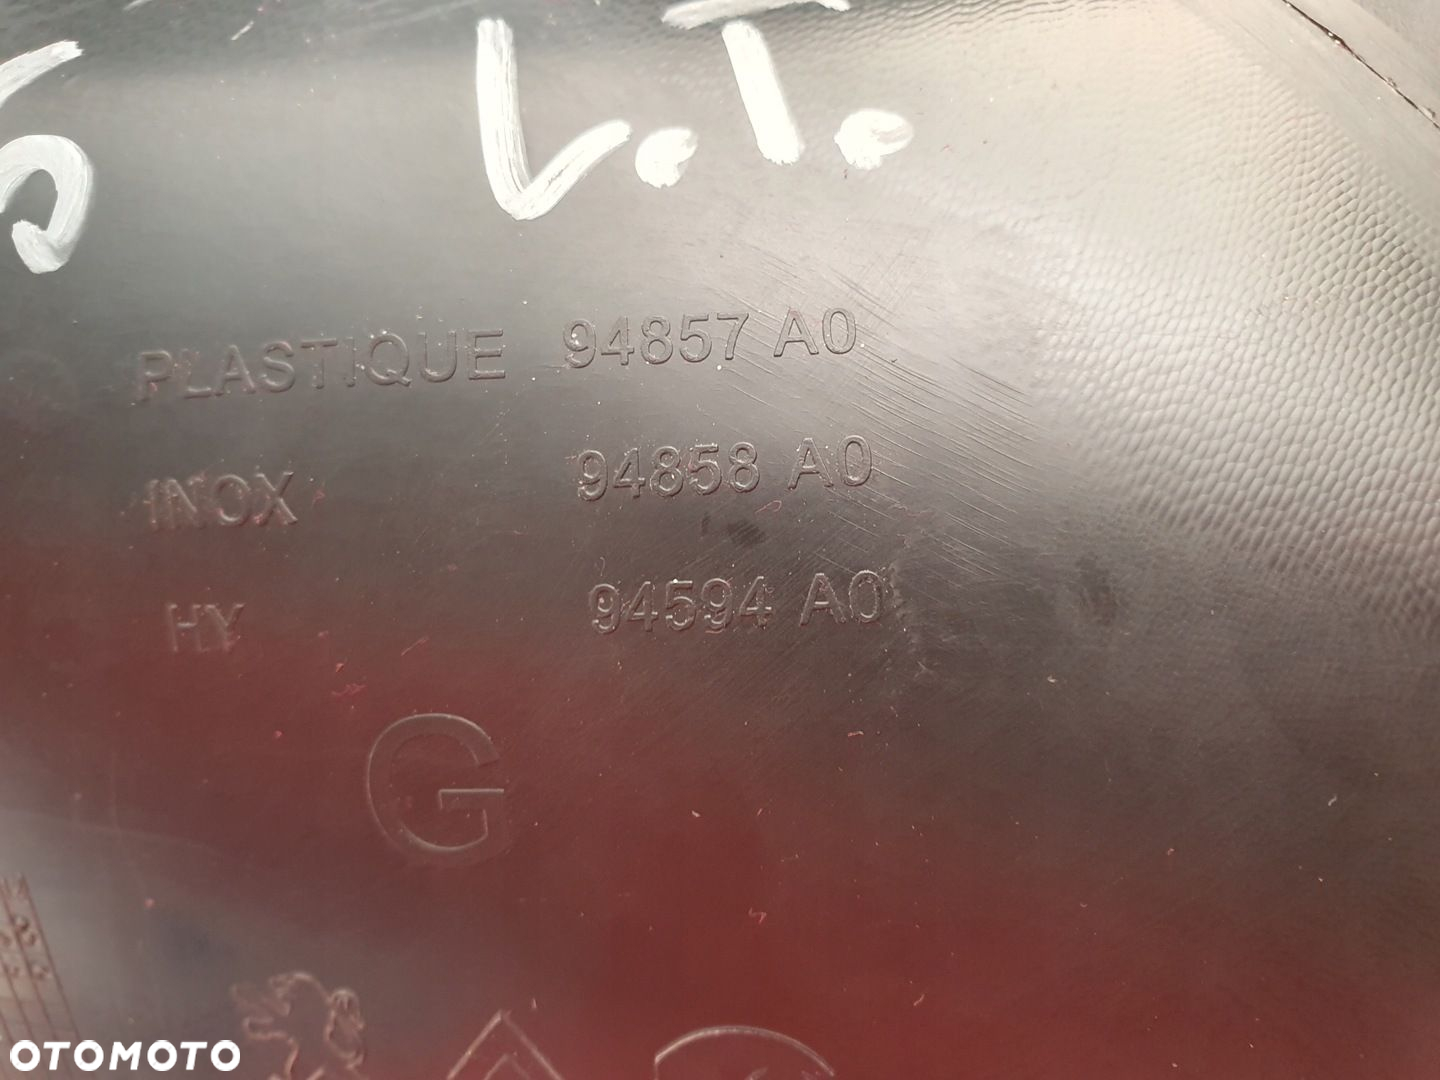 L.T.
PLASTIQUE 94857 A0
INOX 94858 A0
HY 94594 A0
G
OTOMOTO